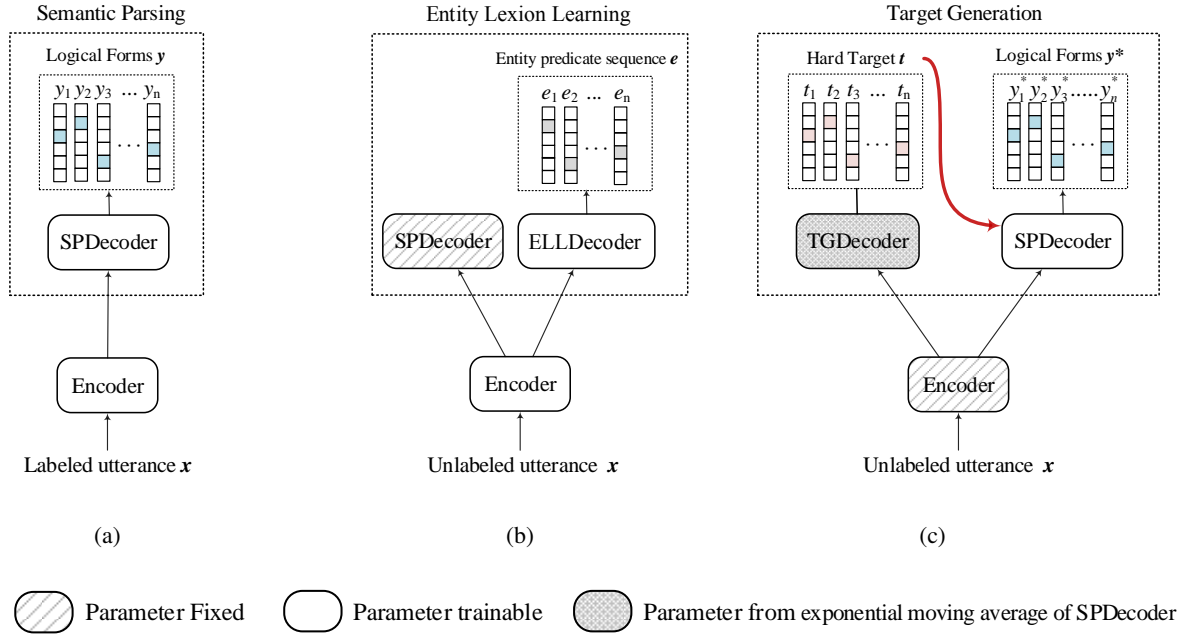 Semantic Parsing
Logical Forms y
y1 y2 y3 ... yn
...
SPDecoder
Encoder
Labeled utterance x
(a)
Entity Lexion Learning
Entity predicate sequence e
e1 e2 ... en
...
SPDecoder
ELLDecoder
Encoder
Unlabeled utterance x
(b)
Target Generation
Hard Target t
t1 t2 t3 ... tn
...
Logical Forms y*
y1* y2* y3* ..... yn*
...
TGDecoder
SPDecoder
Encoder
Unlabeled utterance x
(c)
Parameter Fixed
Parameter trainable
Parameter from exponential moving average of SPDecoder